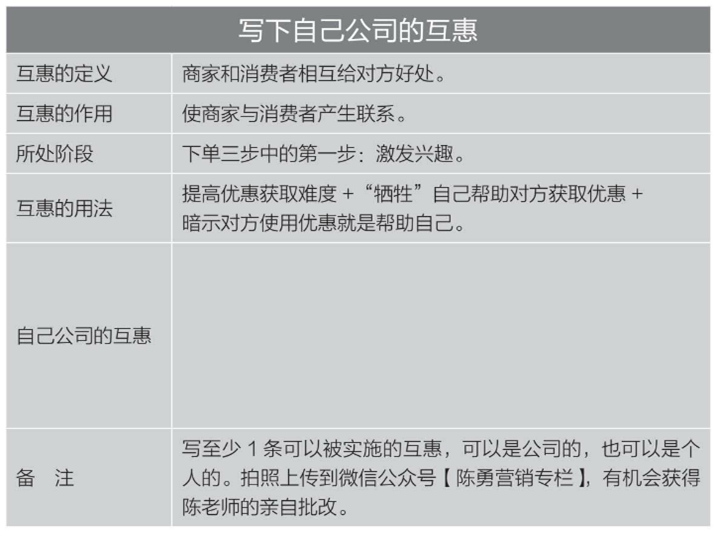 写下自己公司的互惠
互惠的定义 商家和消费者相互给对方好处。
互惠的作用 使商家与消费者产生联系。
所处阶段 下单三步中的第一步：激发兴趣。
互惠的用法 提高优惠获取难度 + “牺牲”自己帮助对方获取优惠 +
暗示对方使用优惠就是帮助自己。
自己公司的互惠
备 注 写至少 1 条可以被实施的互惠，可以是公司的，也可以是个
人的。拍照上传到微信公众号【陈勇营销专栏】，有机会获得
陈老师的亲自批改。